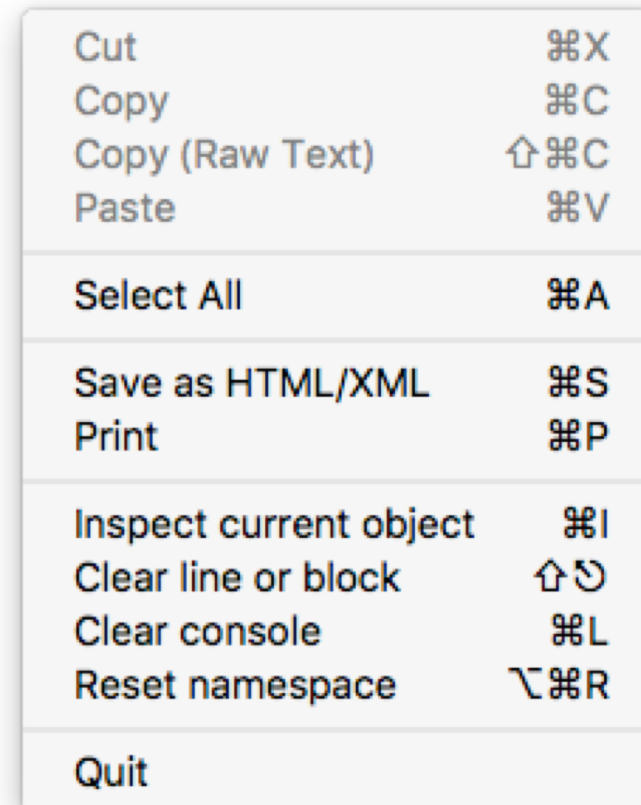 Cut ⌘X
Copy ⌘C
Copy (Raw Text) ⇧⌘C
Paste ⌘V
Select All ⌘A
Save as HTML/XML ⌘S
Print ⌘P
Inspect current object ⌘I
Clear line or block ⇧⎋
Clear console ⌘L
Reset namespace ⌥⌘R
Quit